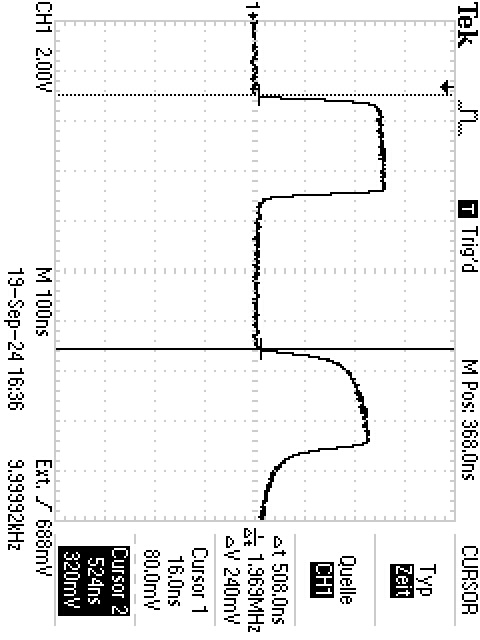 Tek
T Trig'd
M Pos: 368.0ns
CURSOR
Typ
Zeit
Quelle
CH1
Δt 508.0ns
1/Δt 1.969MHz
ΔV 240mV
Cursor 1
16.0ns
80.0mV
Cursor 2
524ns
320mV
1
CH1 2.00V
M 100ns
Ext / 688mV
19-Sep-24 16:36
9.99992MHz